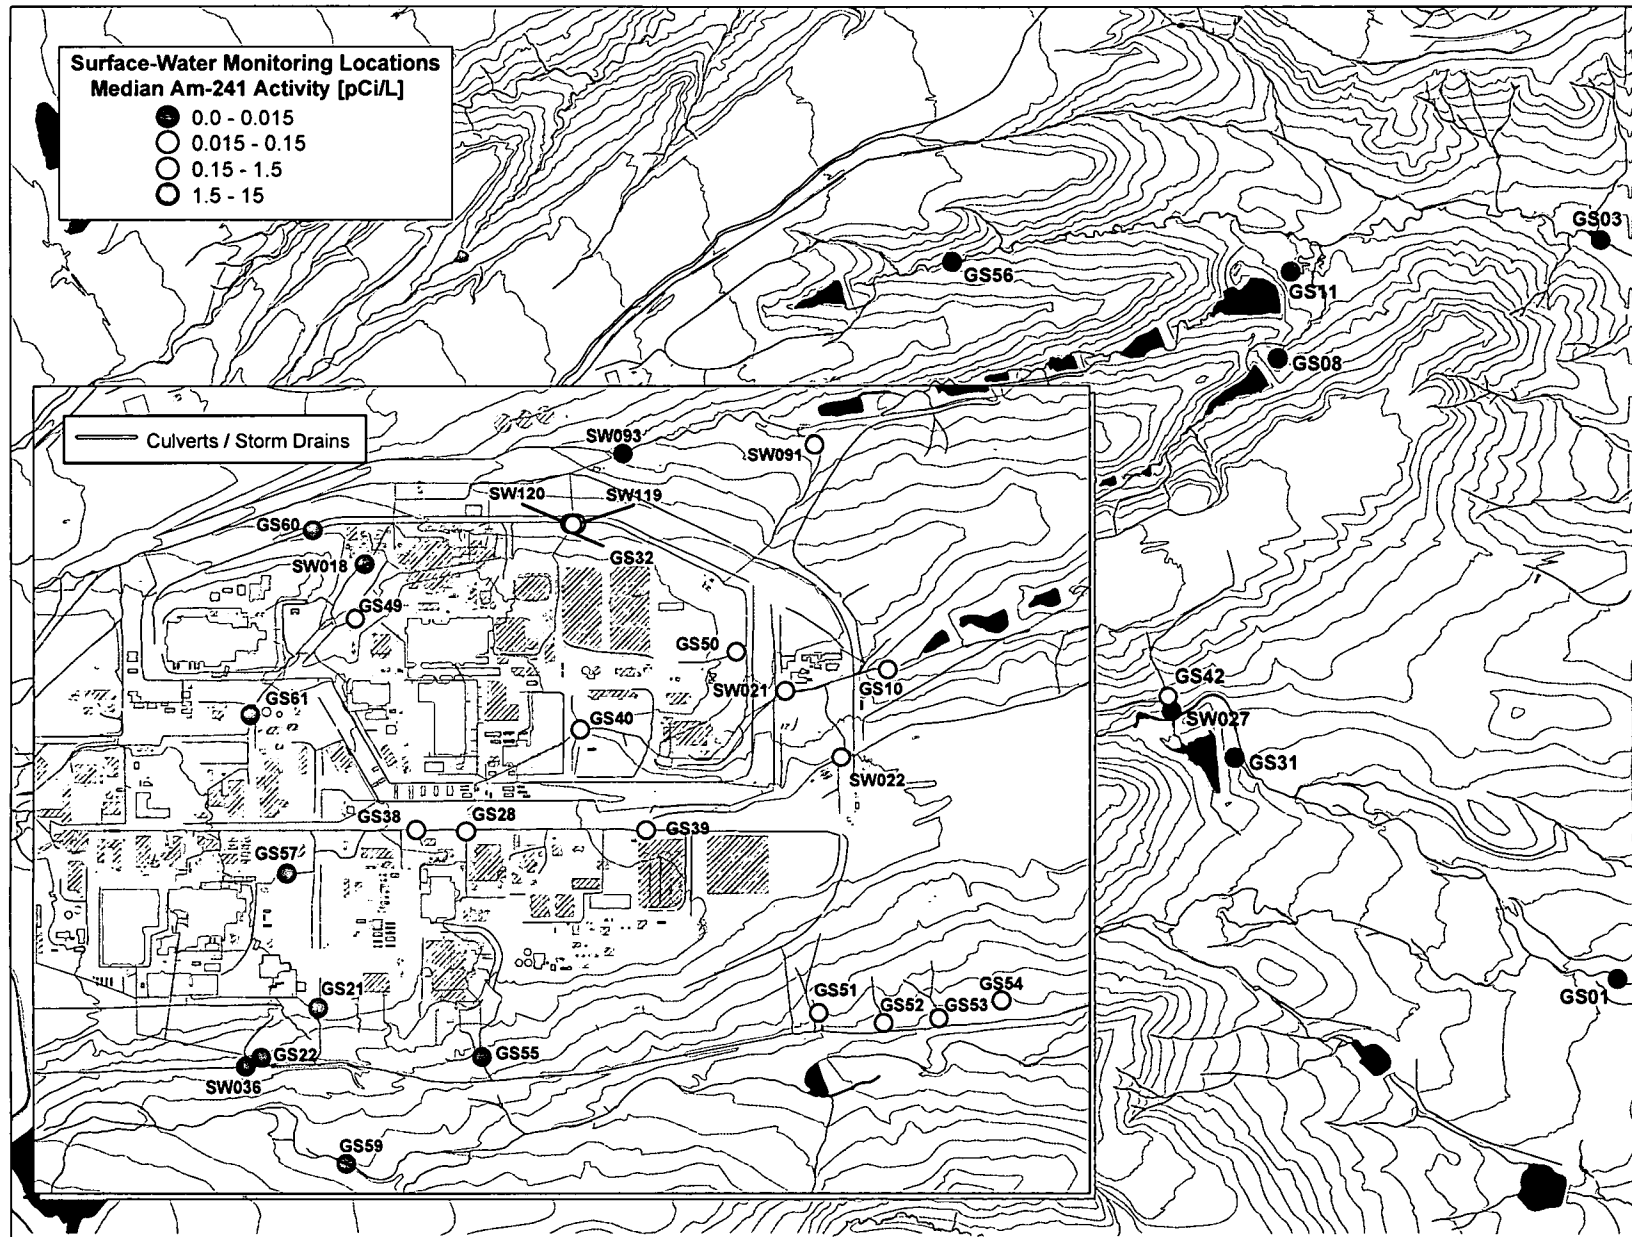 Surface-Water Monitoring Locations
Median Am-241 Activity [pCi/L]
0.0 - 0.015
0.015 - 0.15
0.15 - 1.5
1.5 - 15
GS03
GS56
GS11
GS08
Culverts / Storm Drains
SW093
SW091
SW120
SW119
GS60
GS32
SW018
GS49
GS50
SW021
GS10
GS42
SW027
GS61
GS40
SW022
GS31
GS38
GS28
GS39
GS57
GS21
GS51
GS52
GS53
GS54
GS01
GS22
GS55
SW036
GS59